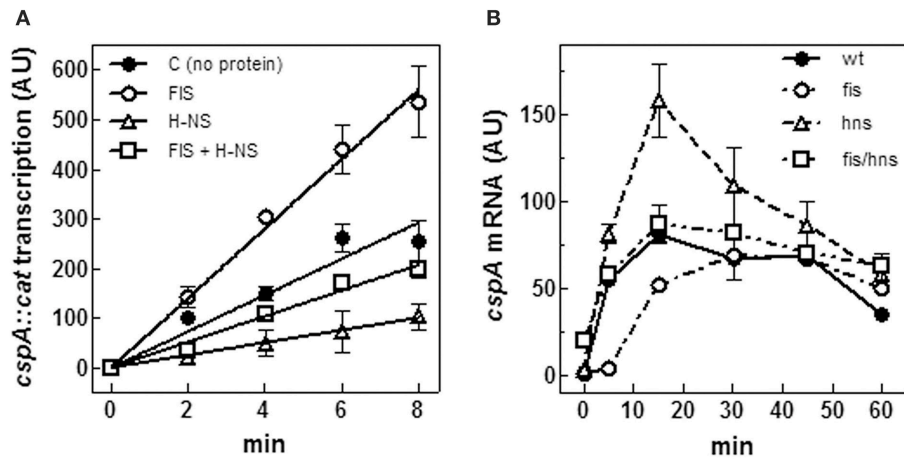 A
cspA::cat transcription (AU)
600
500
400
300
200
100
0
C (no protein)
FIS
H-NS
FIS + H-NS
0 2 4 6 8
min
B
cspA mRNA (AU)
150
100
50
0
wt
fis
hns
fis/hns
0 10 20 30 40 50 60
min